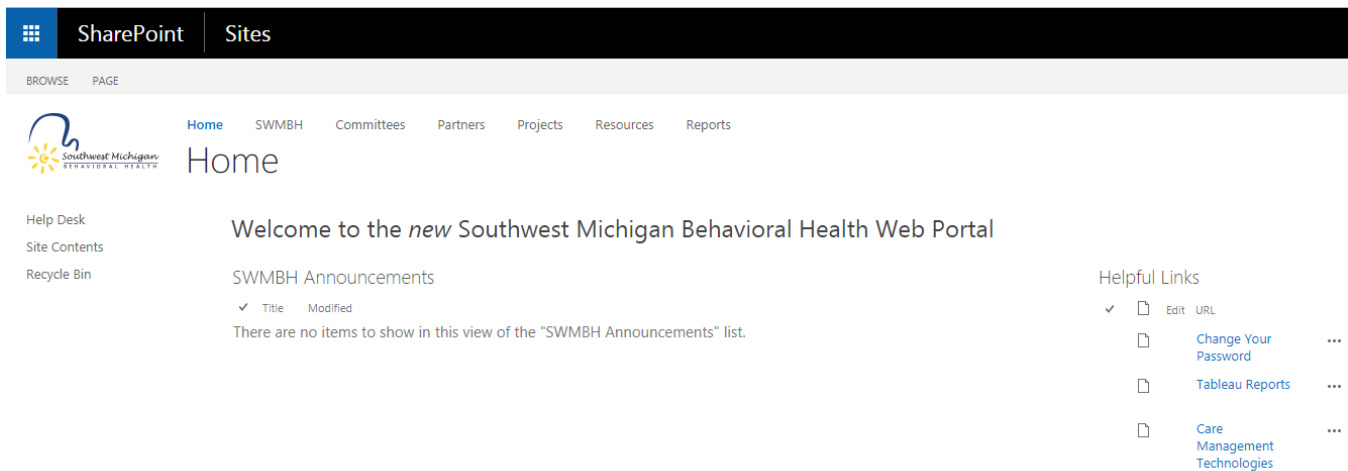 SharePoint Sites
BROWSE PAGE
Southwest Michigan
BEHAVIORAL HEALTH
Home SWMBH Committees Partners Projects Resources Reports
Home
Help Desk
Site Contents
Recycle Bin
Welcome to the new Southwest Michigan Behavioral Health Web Portal
SWMBH Announcements
Title Modified
There are no items to show in this view of the "SWMBH Announcements" list.
Helpful Links
Edit URL
Change Your
Password
Tableau Reports
Care
Management
Technologies